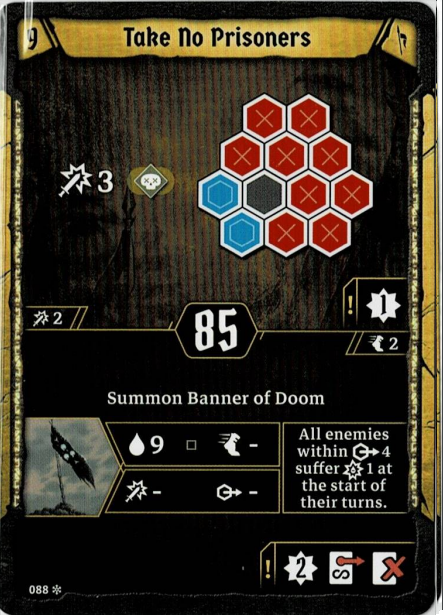 9 Take No Prisoners
3
1
2
85
2
Summon Banner of Doom
9 -
- -
All enemies
within 4
suffer 1 at
the start of
their turns.
2
088